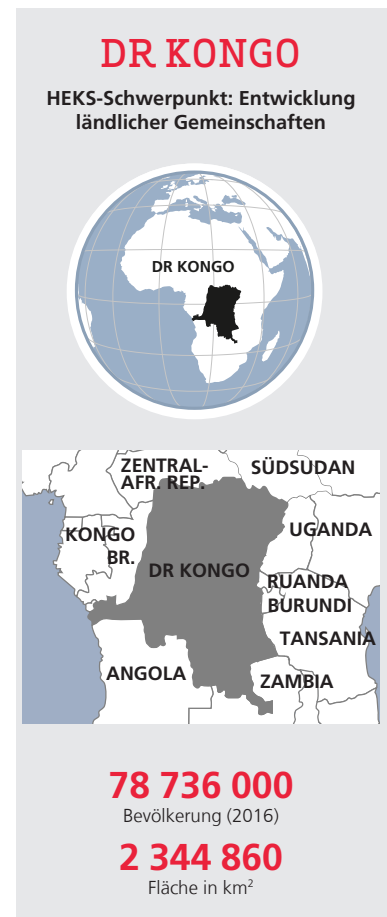 DR KONGO
HEKS-Schwerpunkt: Entwicklung
ländlicher Gemeinschaften
DR KONGO
ZENTRAL-
AFR. REP.
SÜDSUDAN
UGANDA
KONGO
BR.
DR KONGO
RUANDA
BURUNDI
TANSANIA
ANGOLA
ZAMBIA
78 736 000
Bevölkerung (2016)
2 344 860
Fläche in km²